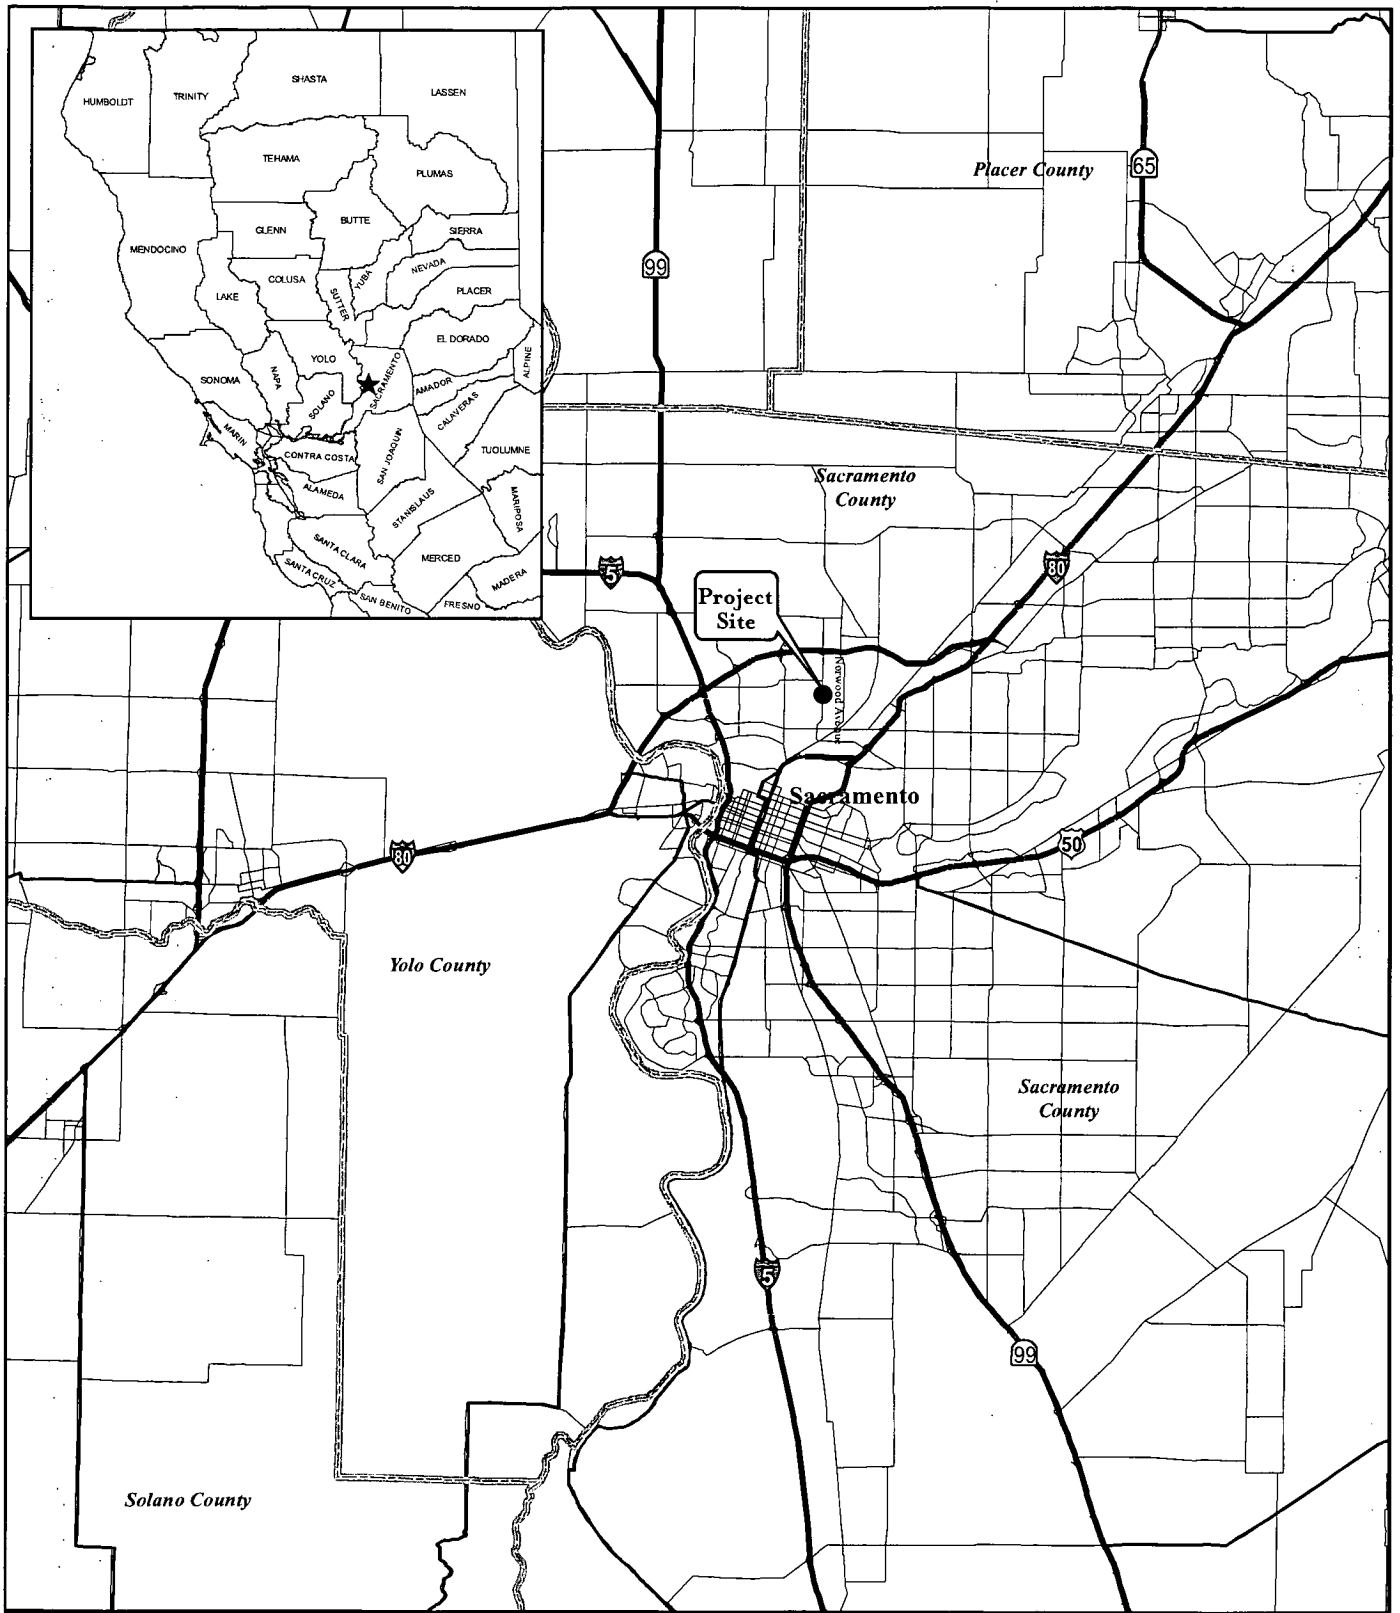 SHASTA
LASSEN
HUMBOLDT
TRINITY
TEHAMA
PLUMAS
BUTTE
GLENN
SIERRA
MENDOCINO
NEVADA
COLUSA
YUBA
LAKE
SUTTER
PLACER
YOLO
EL DORADO
ALPINE
SONOMA
NAPA
SACRAMENTO
SOLANO
AMADOR
MARIN
CALAVERAS
CONTRA COSTA
SAN JOAQUIN
TUOLUMNE
ALAMEDA
STANISLAUS
MARIPOSA
SANTA CLARA
MERCED
SANTA CRUZ
MADERA
SAN BENITO
FRESNO
Placer County
65
99
Sacramento
County
5
80
Project
Site
Norwood Avenue
Sacramento
80
50
Yolo County
Sacramento
County
5
99
Solano County